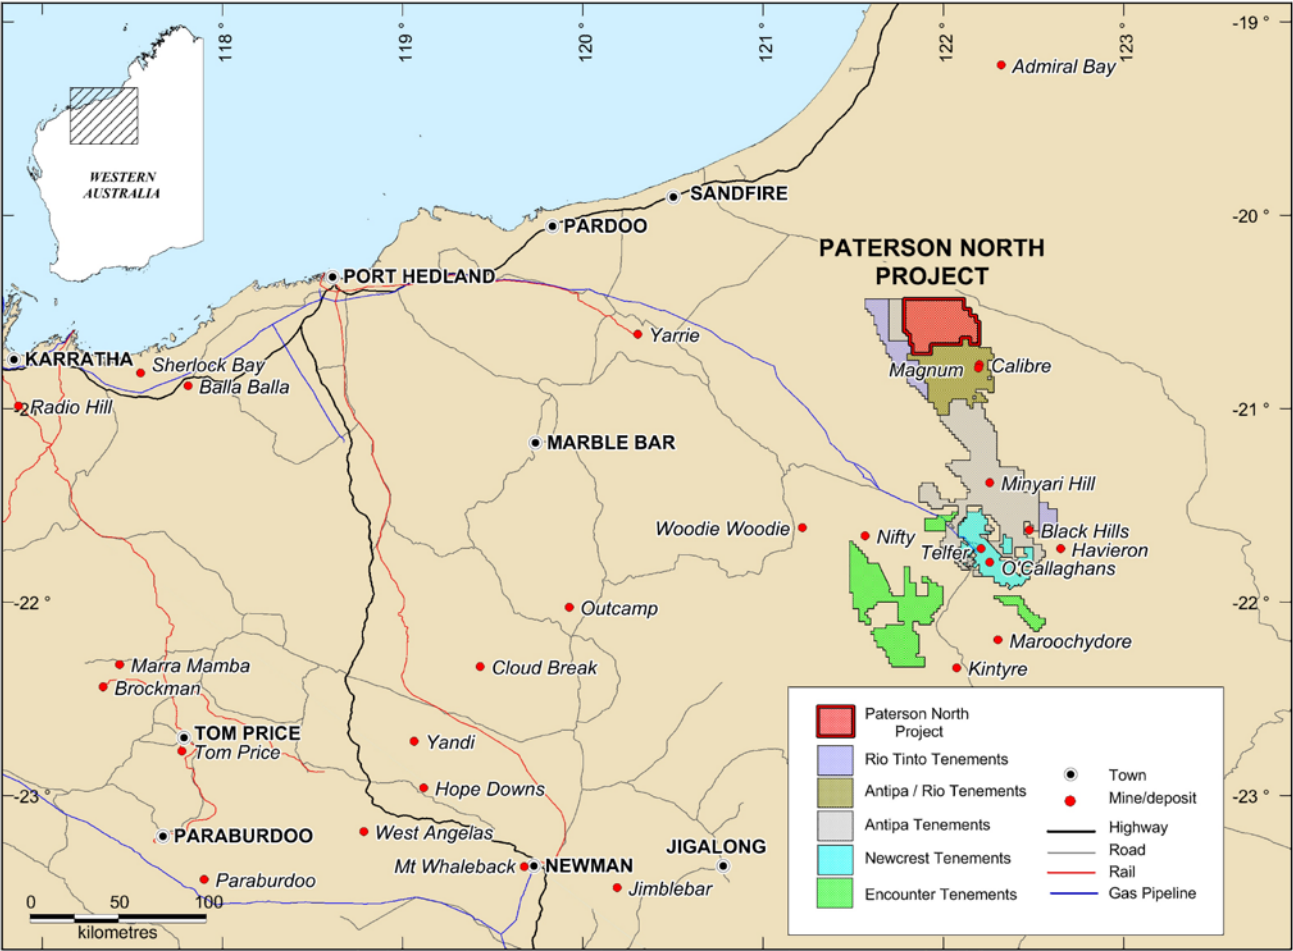 118 °
119 °
120 °
121 °
122 °
123 °
-19 °
Admiral Bay
WESTERN
AUSTRALIA
SANDFIRE
-20 °
PARDOO
PATERSON NORTH
PROJECT
PORT HEDLAND
Yarrie
KARRATHA
Sherlock Bay
Balla Balla
Magnum
Calibre
Radio Hill
-21 °
-21 °
MARBLE BAR
Minyari Hill
Woodie Woodie
Nifty
Black Hills
Telfer
Havieron
O'Callaghans
-22 °
Outcamp
-22 °
Maroochydore
Marra Mamba
Cloud Break
Kintyre
Brockman
TOM PRICE
Tom Price
Yandi
Hope Downs
-23 °
-23 °
PARABURDOO
West Angelas
JIGALONG
Mt Whaleback
NEWMAN
Paraburdoo
Jimblebar
0 50 100
kilometres
Paterson North
Project
Rio Tinto Tenements
Antipa / Rio Tenements
Antipa Tenements
Newcrest Tenements
Encounter Tenements
Town
Mine/deposit
Highway
Road
Rail
Gas Pipeline